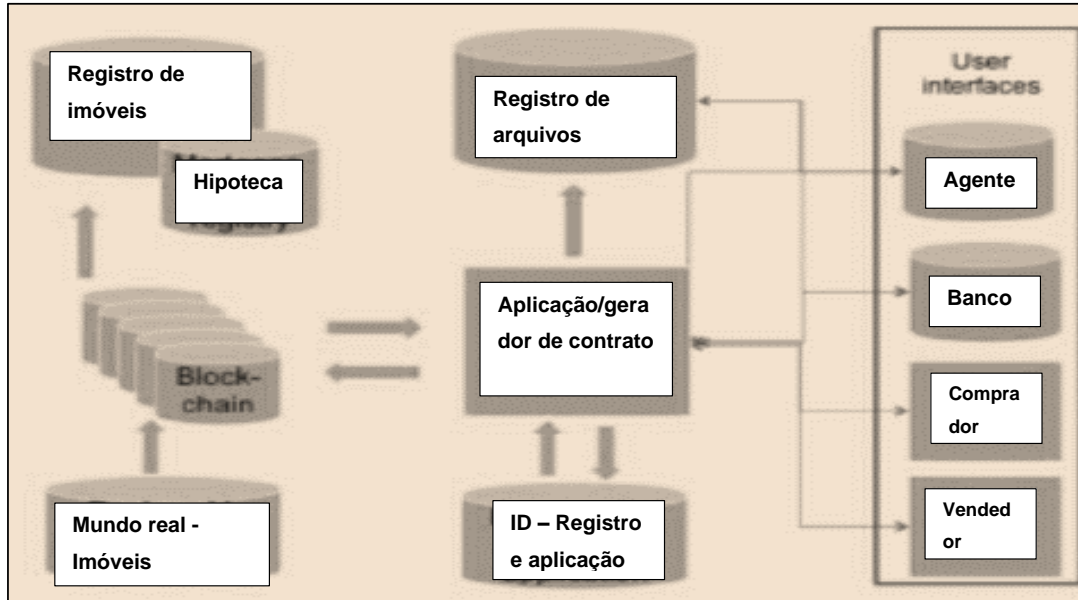 Registro de
imóveis
Hipoteca
Registro de
arquivos
User
interfaces
Agente
Banco
Compra
dor
Vended
or
Aplicação/gera
dor de contrato
Block-
chain
Mundo real -
Imóveis
ID – Registro
e aplicação